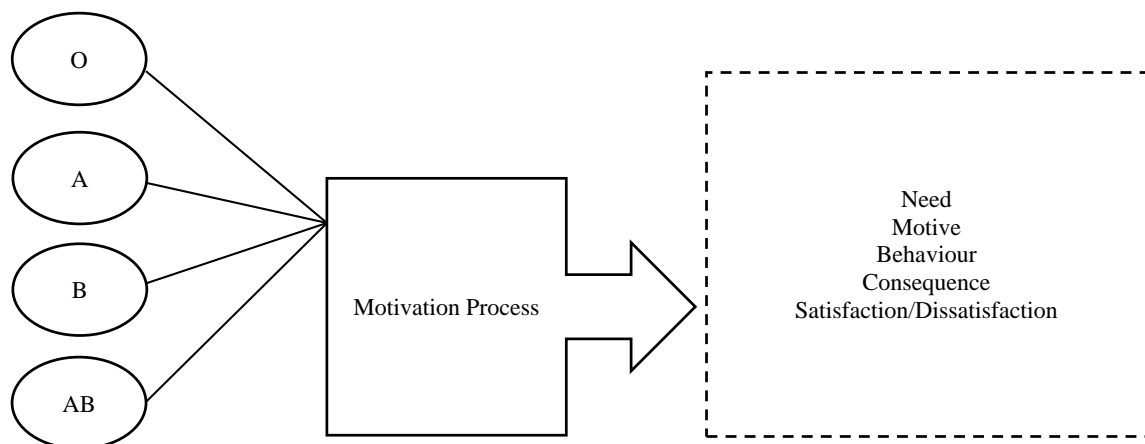 O
A
B
AB
Motivation Process
Need
Motive
Behaviour
Consequence
Satisfaction/Dissatisfaction